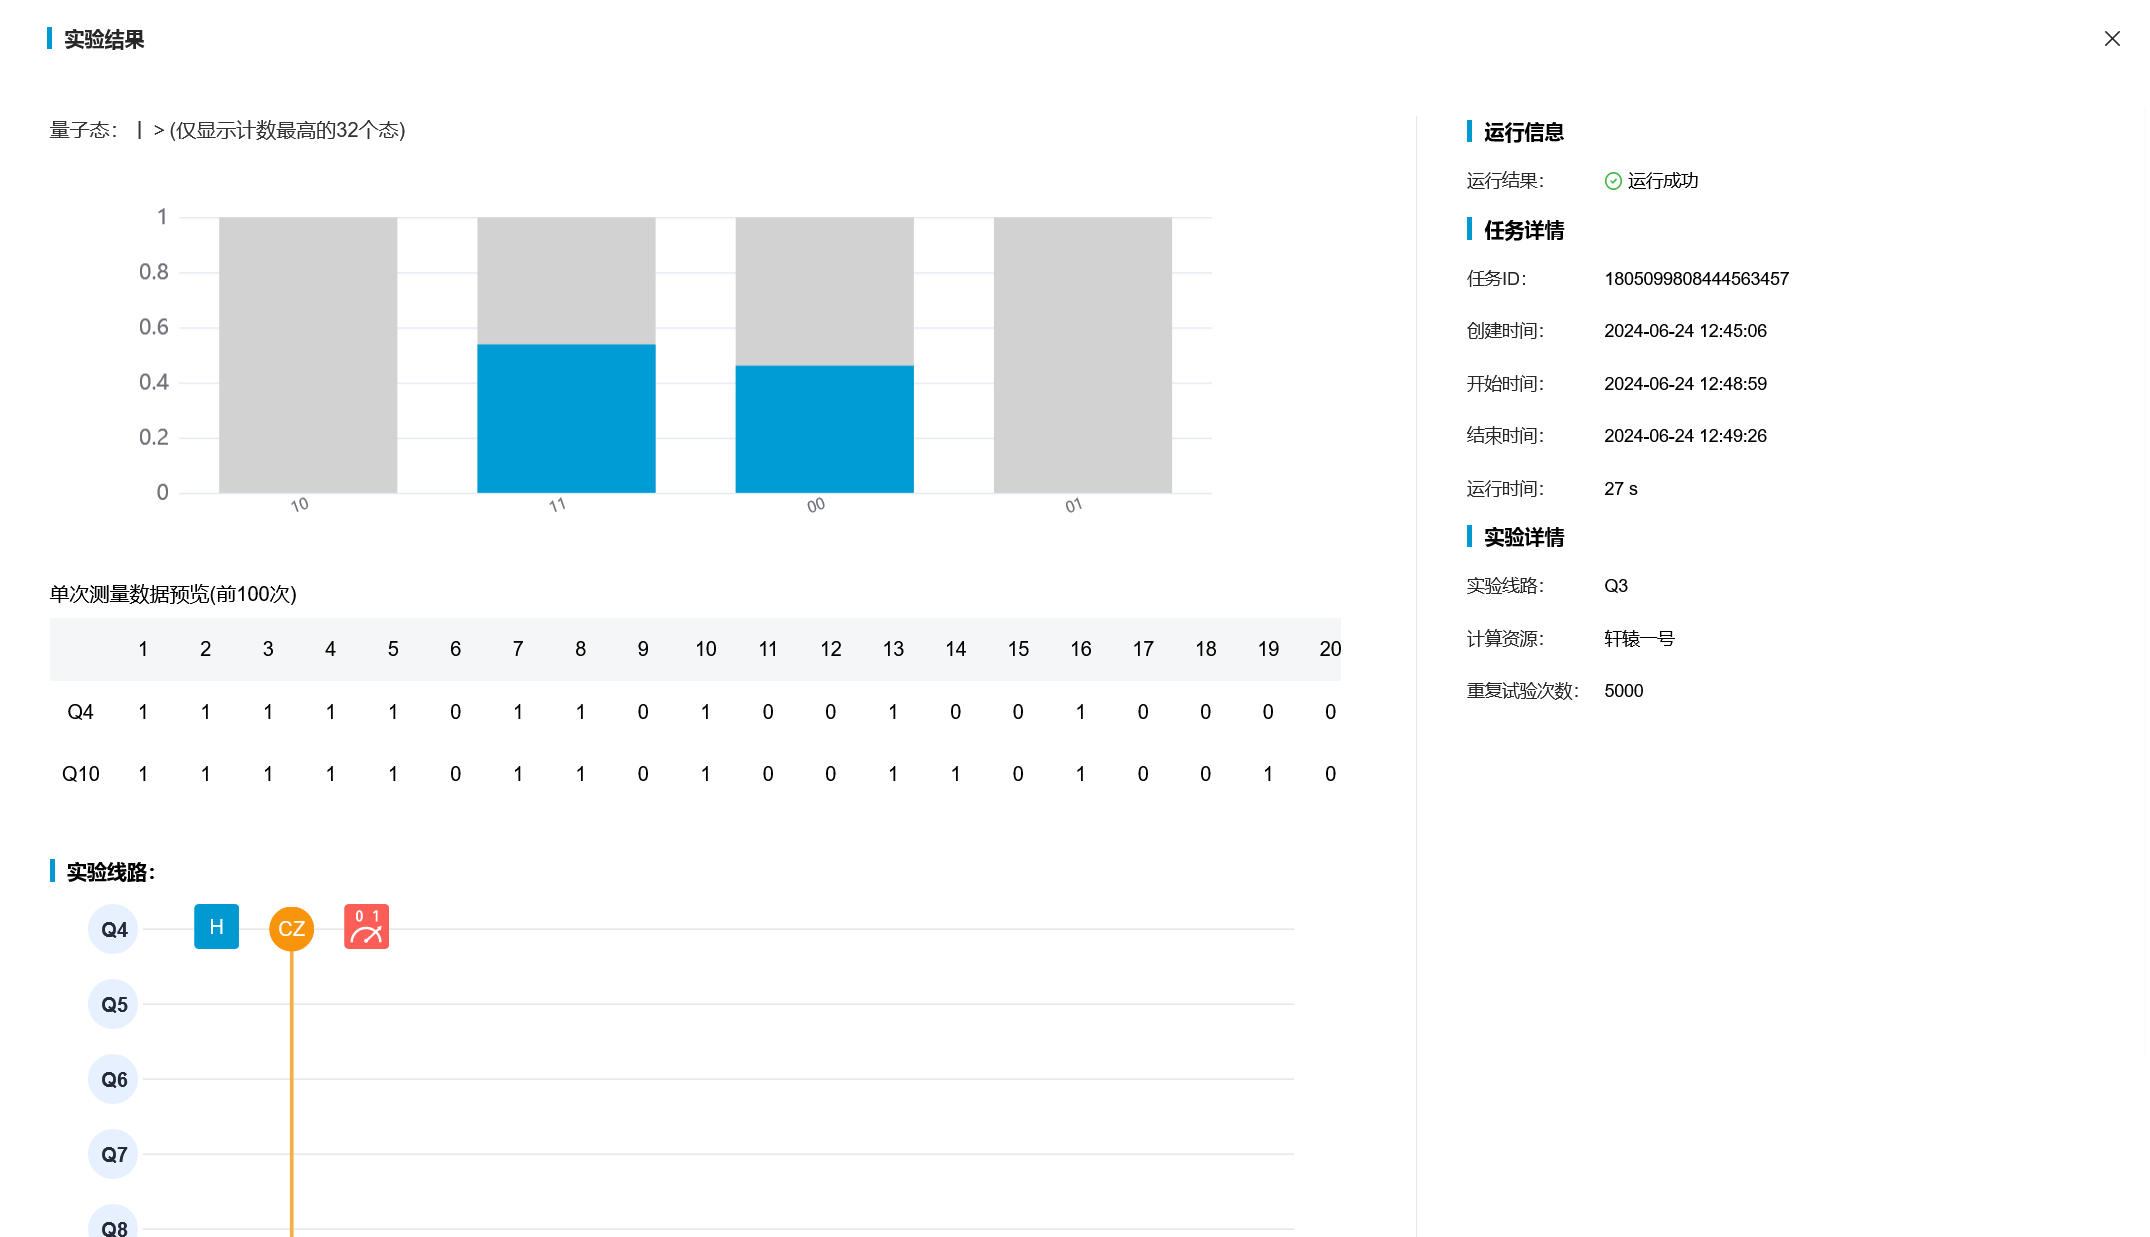 实验结果
量子态： | > (仅显示计数最高的32个态)
1
0.8
0.6
0.4
0.2
0
10 11 00 01
单次测量数据预览(前100次)
1 2 3 4 5 6 7 8 9 10 11 12 13 14 15 16 17 18 19 20
Q4 1 1 1 1 1 0 1 1 0 1 0 0 1 0 0 1 0 0 0 0
Q10 1 1 1 1 1 0 1 1 0 1 0 0 1 1 0 1 0 0 1 0
实验线路：
Q4 H CZ 0 1
Q5
Q6
Q7
Q8
运行信息
运行结果： 运行成功
任务详情
任务ID： 1805099808444563457
创建时间： 2024-06-24 12:45:06
开始时间： 2024-06-24 12:48:59
结束时间： 2024-06-24 12:49:26
运行时间： 27 s
实验详情
实验线路： Q3
计算资源： 轩辕一号
重复试验次数： 5000